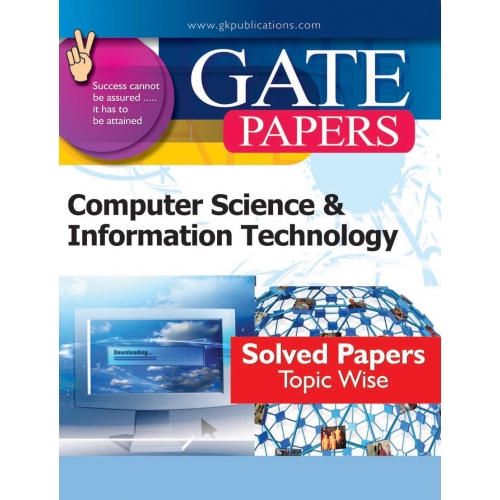 www.gkpublications.com
Success cannot
be assured .....
it has to
be attained
GATE
PAPERS
Computer Science &
Information Technology
Downloading...
Solved Papers
Topic Wise